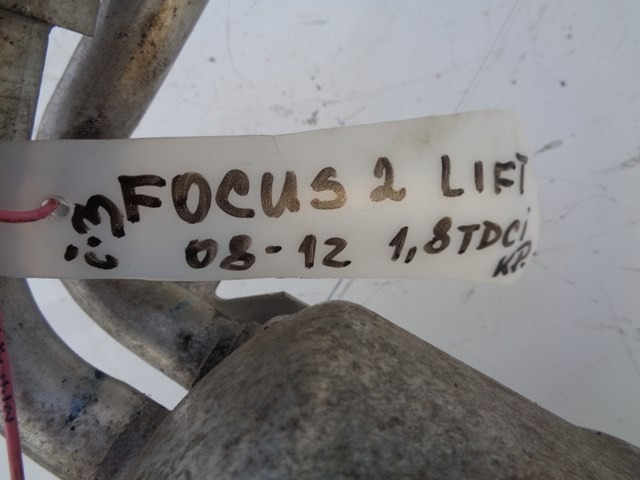 FOCUS 2 LIFT
08-12 1,8TDCi
KP.